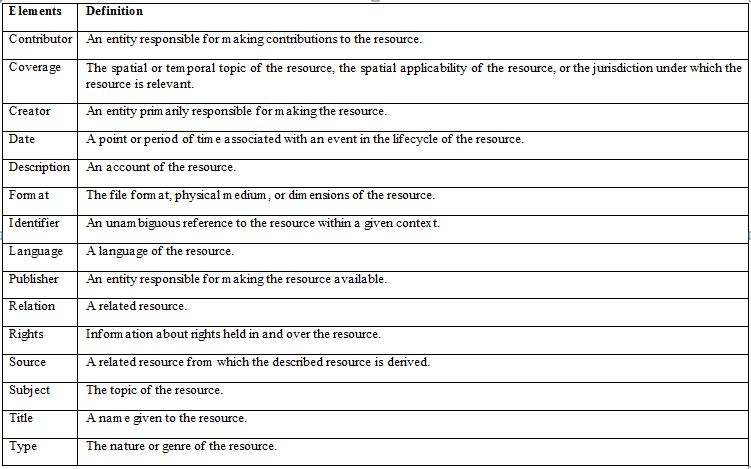 Elements Definition
Contributor An entity responsible for making contributions to the resource.
Coverage The spatial or temporal topic of the resource, the spatial applicability of the resource, or the jurisdiction under which the
resource is relevant.
Creator An entity primarily responsible for making the resource.
Date A point or period of time associated with an event in the lifecycle of the resource.
Description An account of the resource.
Format The file format, physical medium, or dimensions of the resource.
Identifier An unambiguous reference to the resource within a given context.
Language A language of the resource.
Publisher An entity responsible for making the resource available.
Relation A related resource.
Rights Information about rights held in and over the resource.
Source A related resource from which the described resource is derived.
Subject The topic of the resource.
Title A name given to the resource.
Type The nature or genre of the resource.